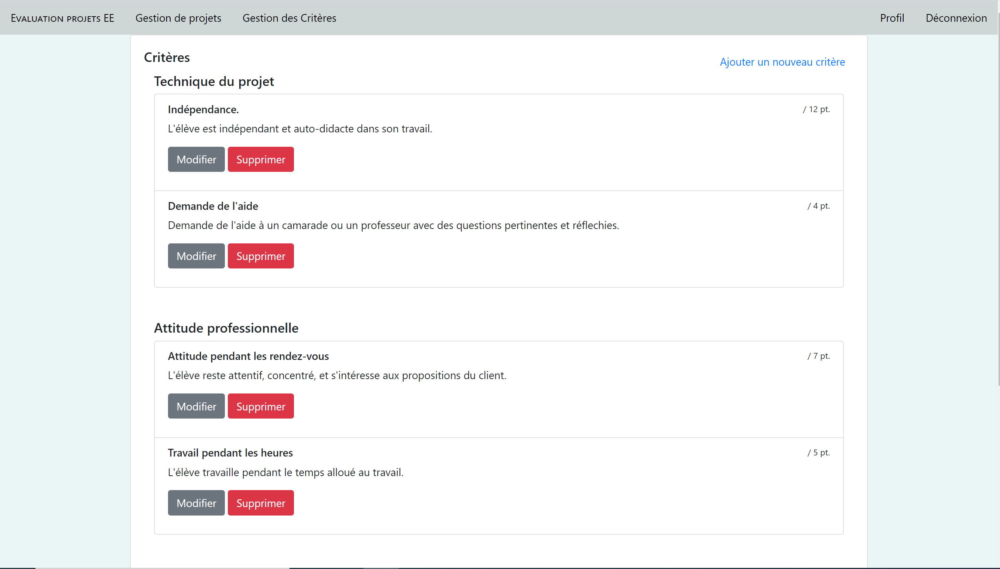 Evaluation projets EE Gestion de projets Gestion des Critères Profil Déconnexion
Critères
Ajouter un nouveau critère
Technique du projet
Indépendance. / 12 pt.
L'élève est indépendant et auto-didacte dans son travail.
Modifier Supprimer
Demande de l'aide / 4 pt.
Demande de l'aide à un camarade ou un professeur avec des questions pertinentes et réflechies.
Modifier Supprimer
Attitude professionnelle
Attitude pendant les rendez-vous / 7 pt.
L'élève reste attentif, concentré, et s'intéresse aux propositions du client.
Modifier Supprimer
Travail pendant les heures / 5 pt.
L'élève travaille pendant le temps alloué au travail.
Modifier Supprimer